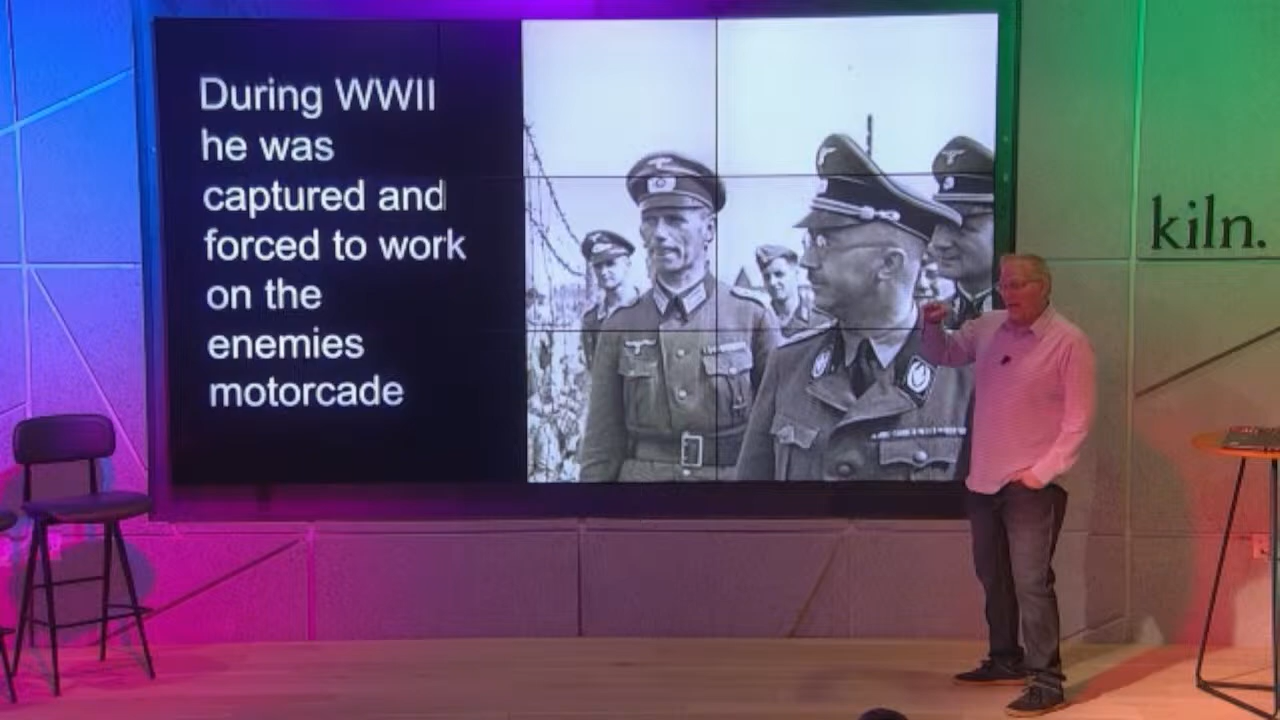 During WWII
he was
captured and
forced to work
on the
enemies
motorcade
kiln.